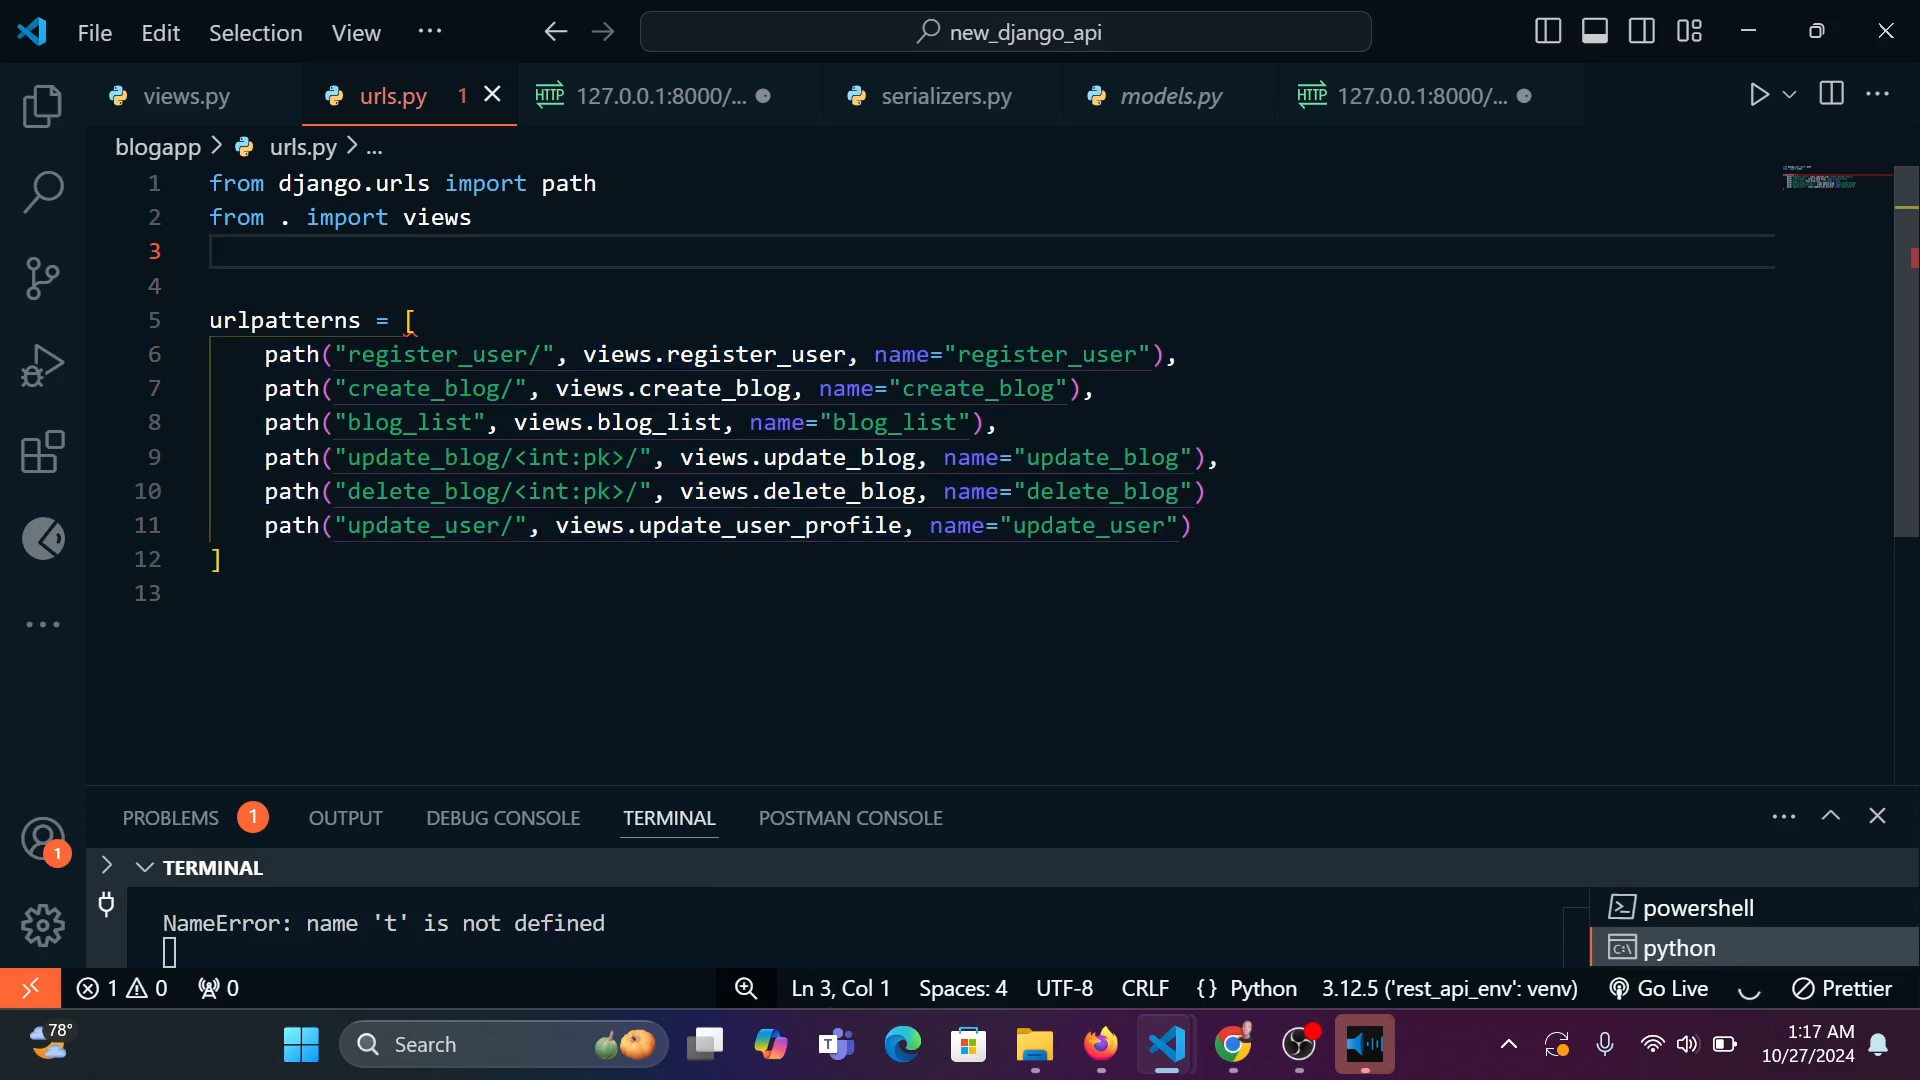 File Edit Selection View ··· new_django_api
views.py urls.py 1 127.0.0.1:8000/... serializers.py models.py 127.0.0.1:8000/...
blogapp > urls.py > ...
1 from django.urls import path
2 from . import views
3
4
5 urlpatterns = [
6     path("register_user/", views.register_user, name="register_user"),
7     path("create_blog/", views.create_blog, name="create_blog"),
8     path("blog_list", views.blog_list, name="blog_list"),
9     path("update_blog/<int:pk>/", views.update_blog, name="update_blog"),
10     path("delete_blog/<int:pk>/", views.delete_blog, name="delete_blog")
11     path("update_user/", views.update_user_profile, name="update_user")
12 ]
13
PROBLEMS 1 OUTPUT DEBUG CONSOLE TERMINAL POSTMAN CONSOLE
1
TERMINAL
NameError: name 't' is not defined
powershell
python
1 0 0 Ln 3, Col 1 Spaces: 4 UTF-8 CRLF {} Python 3.12.5 ('rest_api_env': venv) Go Live Prettier
78° Search 1:17 AM
10/27/2024